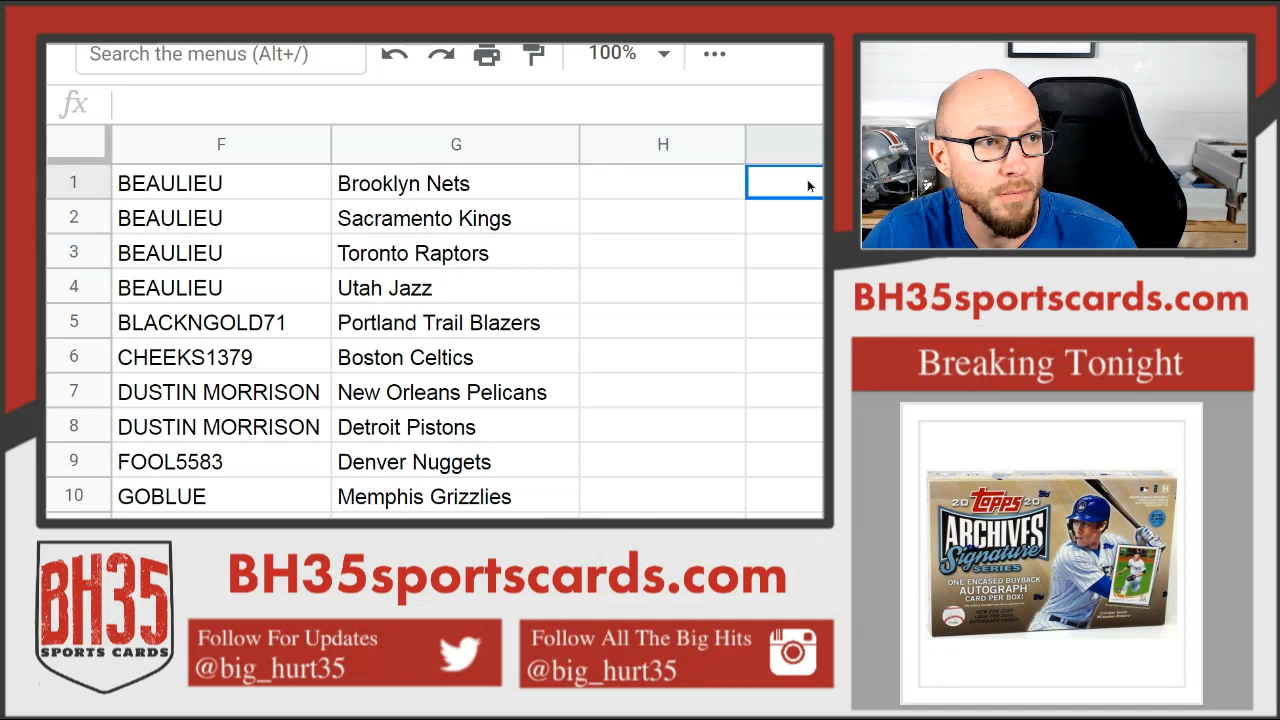 Search the menus (Alt+/)
100%
fx
F G H
1 BEAULIEU Brooklyn Nets
2 BEAULIEU Sacramento Kings
3 BEAULIEU Toronto Raptors
4 BEAULIEU Utah Jazz
5 BLACKNGOLD71 Portland Trail Blazers
6 CHEEKS1379 Boston Celtics
7 DUSTIN MORRISON New Orleans Pelicans
8 DUSTIN MORRISON Detroit Pistons
9 FOOL5583 Denver Nuggets
10 GOBLUE Memphis Grizzlies
BH35sportscards.com
Breaking Tonight
2020
Topps
ARCHIVES
Signature
SERIES
ONE ENCASED BUYBACK
AUTOGRAPH
CARD PER BOX!
BH35
SPORTS CARDS
BH35sportscards.com
Follow For Updates
@big_hurt35
Follow All The Big Hits
@big_hurt35